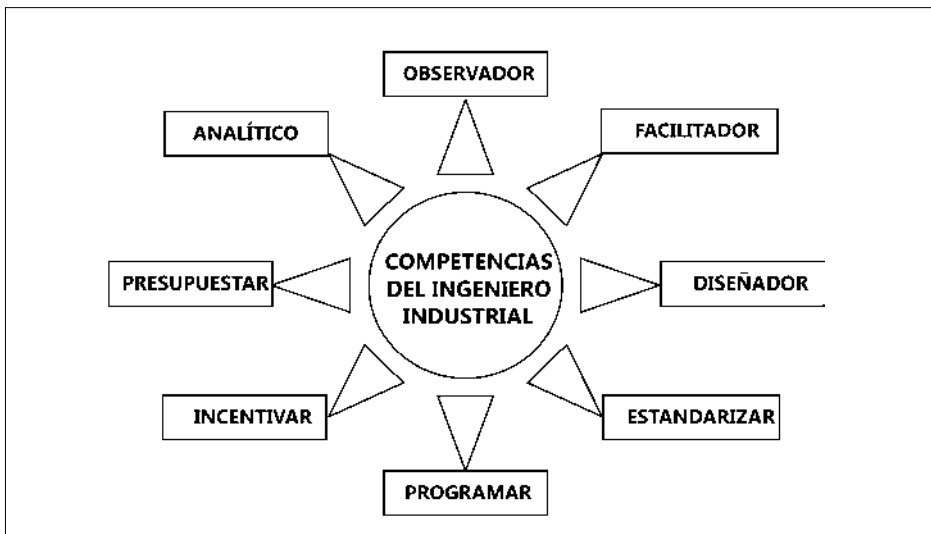 OBSERVADOR
ANALÍTICO
FACILITADOR
COMPETENCIAS
DEL INGENIERO
INDUSTRIAL
PRESUPUESTAR
DISEÑADOR
INCENTIVAR
ESTANDARIZAR
PROGRAMAR